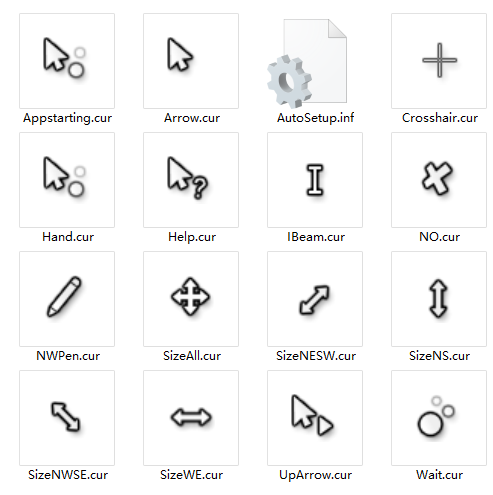 Appstarting.cur
Arrow.cur
AutoSetup.inf
Crosshair.cur
Hand.cur
Help.cur
IBeam.cur
NO.cur
NWPen.cur
SizeAll.cur
SizeNESW.cur
SizeNS.cur
SizeNWSE.cur
SizeWE.cur
UpArrow.cur
Wait.cur